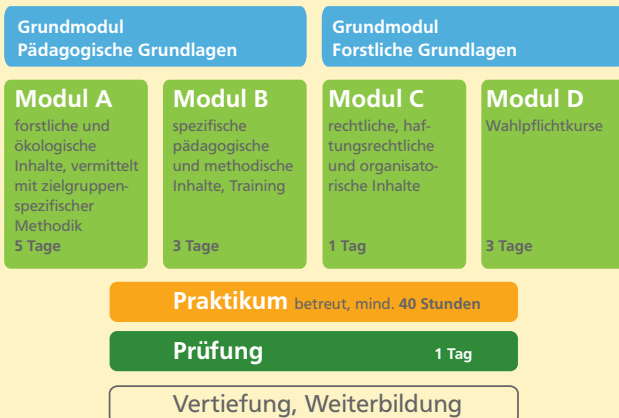 Grundmodul
Pädagogische Grundlagen
Grundmodul
Forstliche Grundlagen
Modul A
forstliche und
ökologische
Inhalte, vermittelt
mit zielgruppen-
spezifischer
Methodik
5 Tage
Modul B
spezifische
pädagogische
und methodische
Inhalte, Training
3 Tage
Modul C
rechtliche, haf-
tungsrechtliche
und organisato-
rische Inhalte
1 Tag
Modul D
Wahlpflichtkurse
3 Tage
Praktikum betreut, mind. 40 Stunden
Prüfung 1 Tag
Vertiefung, Weiterbildung